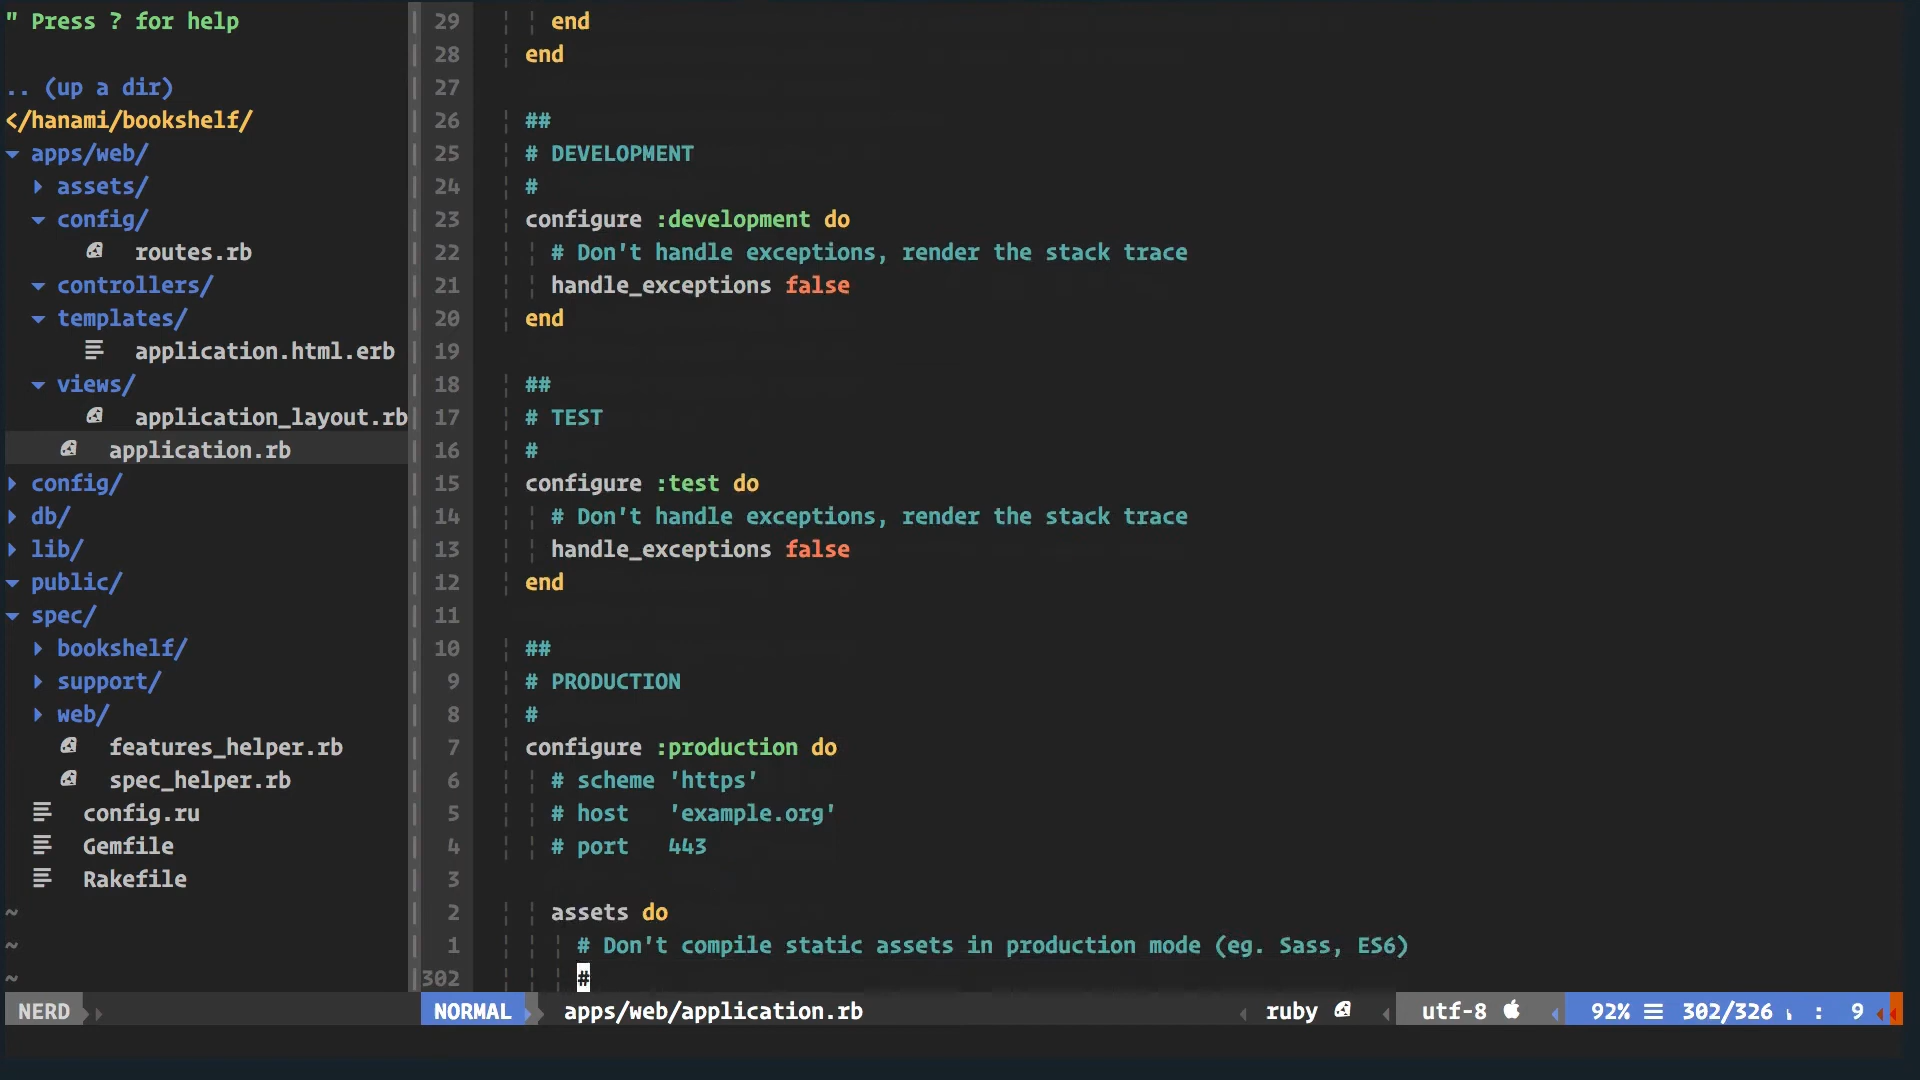 " Press ? for help
.. (up a dir)
</hanami/bookshelf/
apps/web/
assets/
config/
routes.rb
controllers/
templates/
application.html.erb
views/
application_layout.rb
application.rb
config/
db/
lib/
public/
spec/
bookshelf/
support/
web/
features_helper.rb
spec_helper.rb
config.ru
Gemfile
Rakefile
~
~
~
NERD
29 end
28 end
27
26 ##
25 # DEVELOPMENT
24 #
23 configure :development do
22 # Don't handle exceptions, render the stack trace
21 handle_exceptions false
20 end
19
18 ##
17 # TEST
16 #
15 configure :test do
14 # Don't handle exceptions, render the stack trace
13 handle_exceptions false
12 end
11
10 ##
9 # PRODUCTION
8 #
7 configure :production do
6 # scheme 'https'
5 # host 'example.org'
4 # port 443
3
2 assets do
1 # Don't compile static assets in production mode (eg. Sass, ES6)
302 #
NORMAL apps/web/application.rb ruby utf-8 92% 302/326 : 9